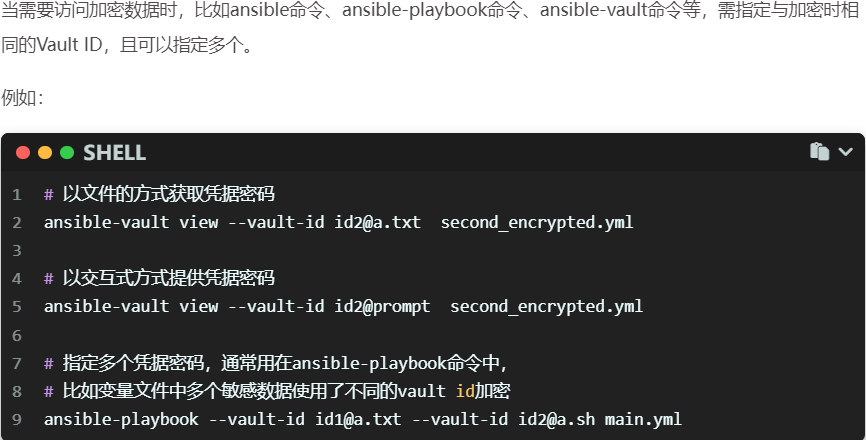 当需要访问加密数据时，比如ansible命令、ansible-playbook命令、ansible-vault命令等，需指定与加密时相
同的Vault ID，且可以指定多个。
例如：
SHELL
1 # 以文件的方式获取凭据密码
2 ansible-vault view --vault-id id2@a.txt  second_encrypted.yml
3
4 # 以交互式方式提供凭据密码
5 ansible-vault view --vault-id id2@prompt  second_encrypted.yml
6
7 # 指定多个凭据密码，通常用在ansible-playbook命令中，
8 # 比如变量文件中多个敏感数据使用了不同的vault id加密
9 ansible-playbook --vault-id id1@a.txt --vault-id id2@a.sh main.yml